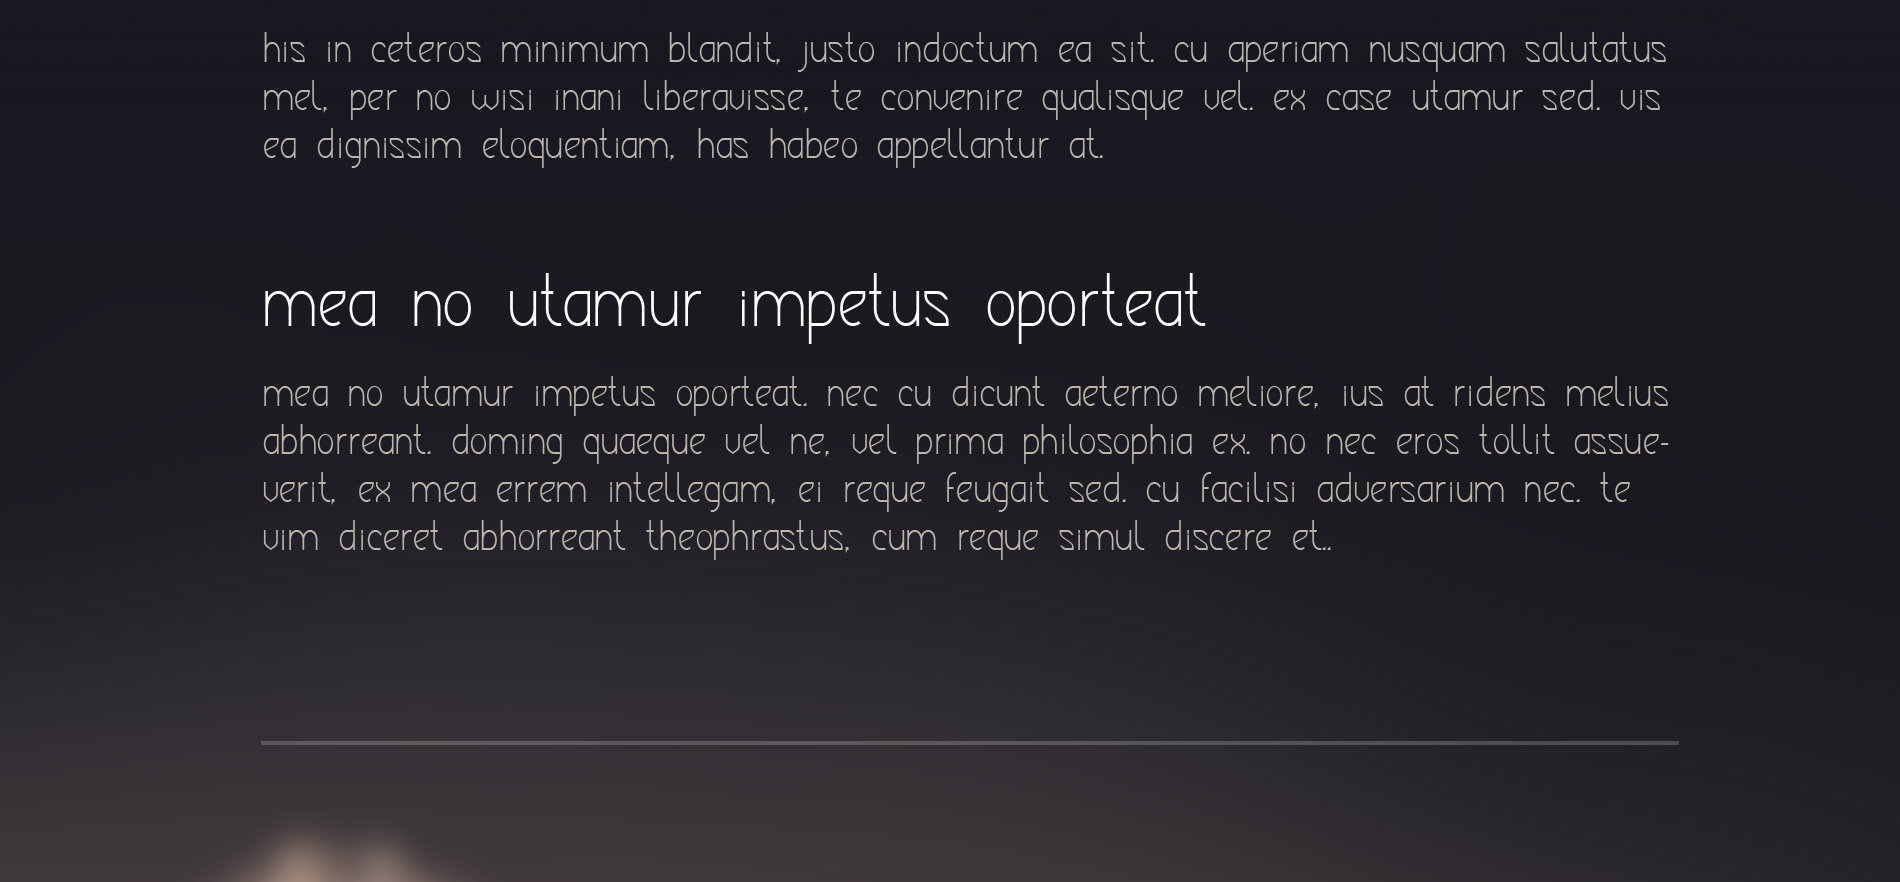 his in ceteros minimum blandit, justo indoctum ea sit. cu aperiam nusquam salutatus
mel, per no wisi inani liberavisse, te convenire qualisque vel. ex case utamur sed. vis
ea dignissim eloquentiam, has habeo appellantur at.
mea no utamur impetus oporteat
mea no utamur impetus oporteat. nec cu dicunt aeterno meliore, ius at ridens melius
abhorreant. doming quaeque vel ne, vel prima philosophia ex. no nec eros tollit assue-
verit, ex mea errem intellegam, ei reque feugait sed. cu facilisi adversarium nec. te
vim diceret abhorreant theophrastus, cum reque simul discere et..